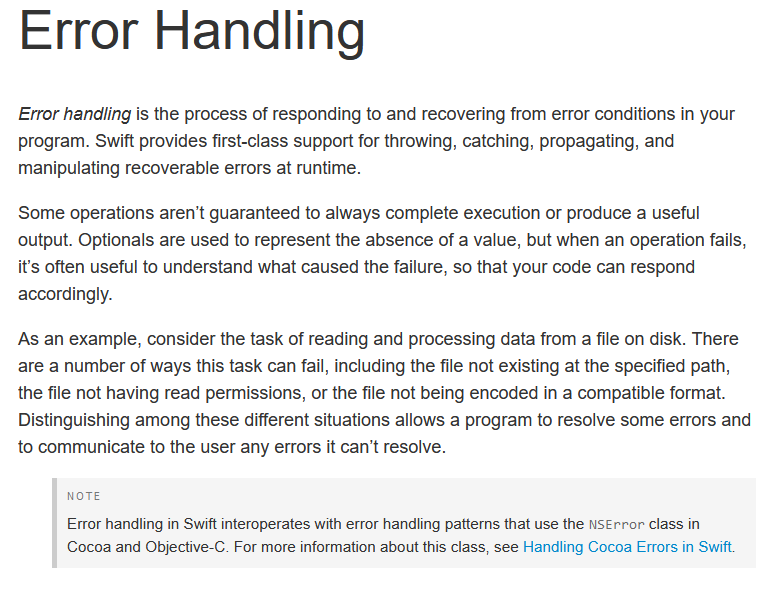 Error Handling
Error handling is the process of responding to and recovering from error conditions in your
program. Swift provides first-class support for throwing, catching, propagating, and
manipulating recoverable errors at runtime.
Some operations aren’t guaranteed to always complete execution or produce a useful
output. Optionals are used to represent the absence of a value, but when an operation fails,
it’s often useful to understand what caused the failure, so that your code can respond
accordingly.
As an example, consider the task of reading and processing data from a file on disk. There
are a number of ways this task can fail, including the file not existing at the specified path,
the file not having read permissions, or the file not being encoded in a compatible format.
Distinguishing among these different situations allows a program to resolve some errors and
to communicate to the user any errors it can’t resolve.
NOTE
Error handling in Swift interoperates with error handling patterns that use the NSError class in
Cocoa and Objective-C. For more information about this class, see Handling Cocoa Errors in Swift.